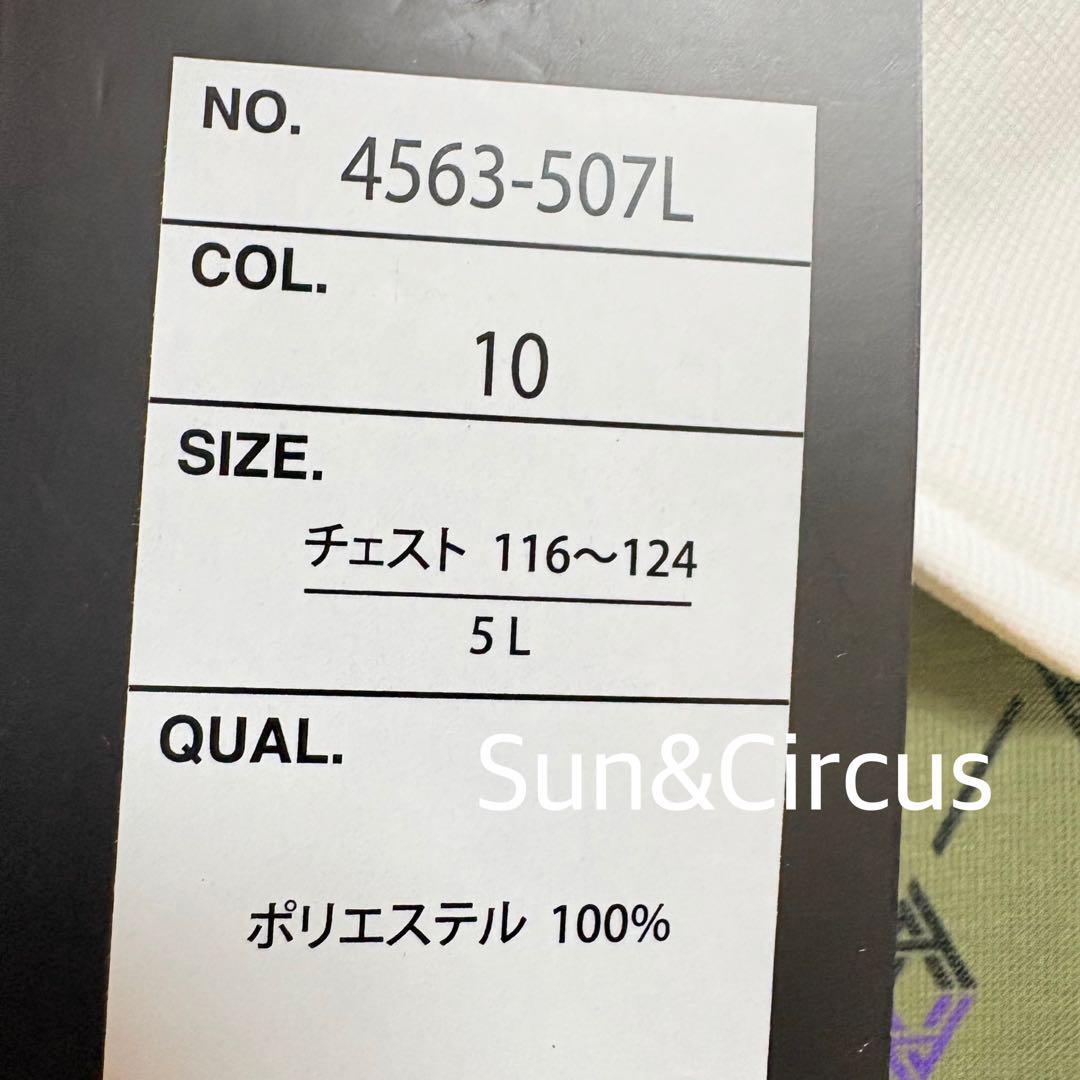 NO.
4563-507L
COL.
10
SIZE.
チェスト 116～124
5 L
QUAL.
Sun&Circus
ポリエステル 100%